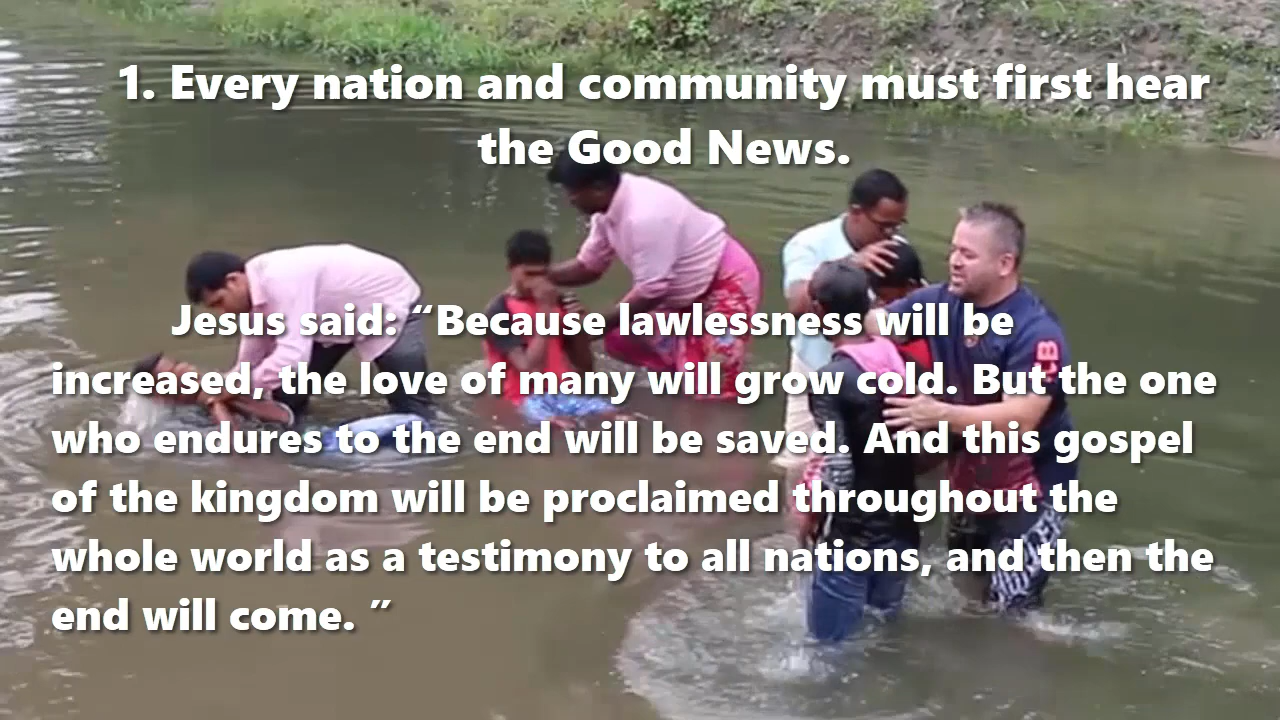 1. Every nation and community must first hear
the Good News.
Jesus said: “Because lawlessness will be
increased, the love of many will grow cold. But the one
who endures to the end will be saved. And this gospel
of the kingdom will be proclaimed throughout the
whole world as a testimony to all nations, and then the
end will come. ”